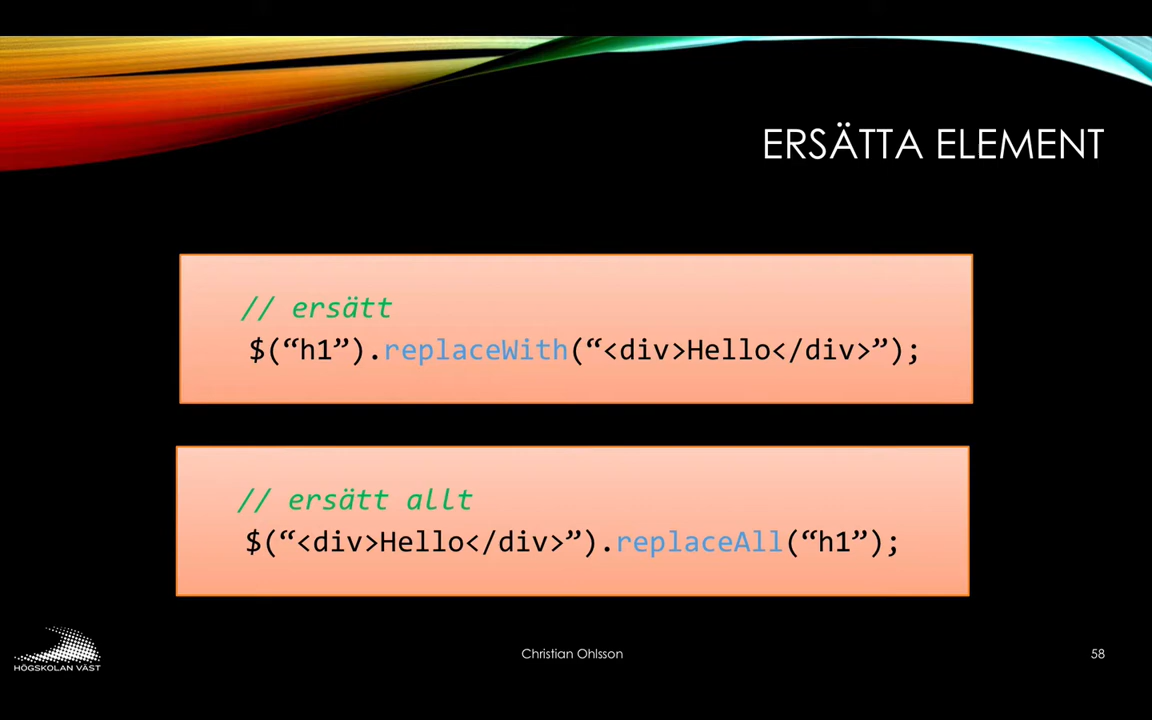 ERSÄTTA ELEMENT
// ersätt
$(“h1”).replaceWith(“<div>Hello</div>”);
// ersätt allt
$(“<div>Hello</div>”).replaceAll(“h1”);
HÖGSKOLAN VÄST
Christian Ohlsson
58